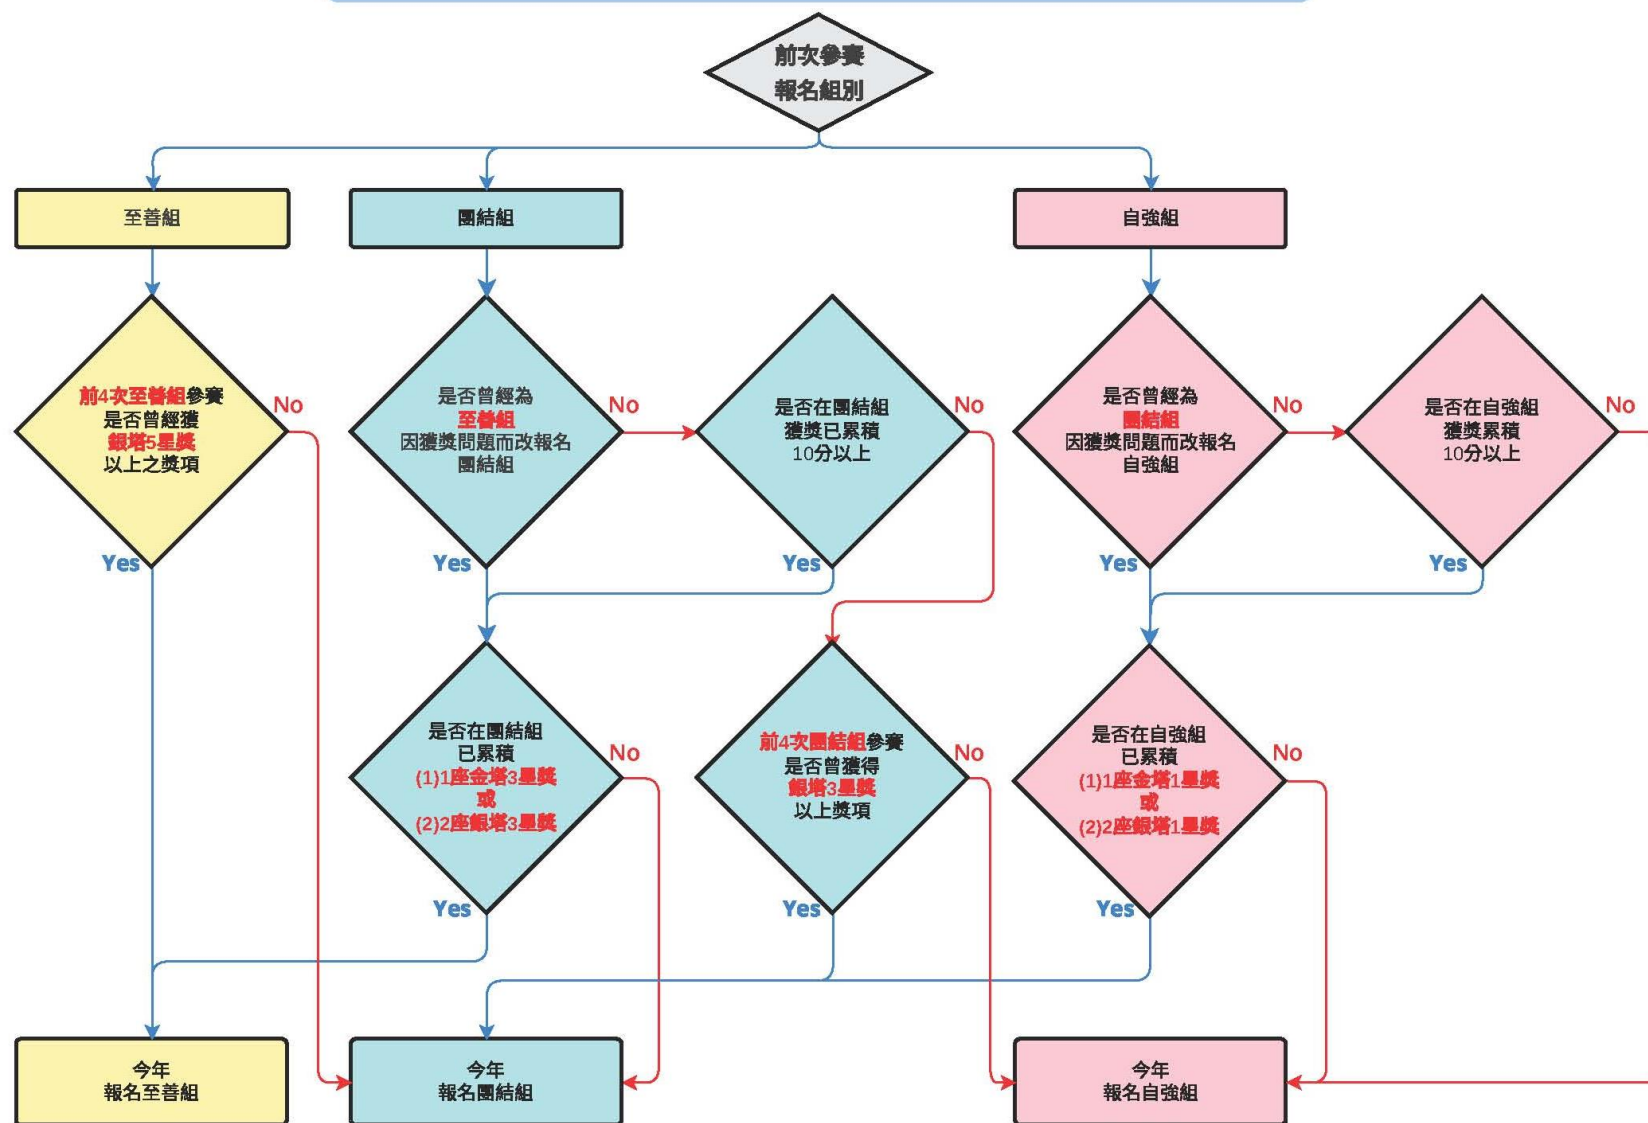 前次參賽
報名組別
至善組
團結組
自強組
前4次至善組參賽
是否曾經獲
銀塔5星獎
以上之獎項
No
Yes
是否曾經為
至善組
因獲獎問題而改報名
團結組
No
Yes
是否在團結組
獲獎已累積
10分以上
No
Yes
是否曾經為
團結組
因獲獎問題而改報名
自強組
No
Yes
是否在自強組
獲獎累積
10分以上
No
Yes
是否在團結組
已累積
(1)1座金塔3星獎
或
(2)2座銀塔3星獎
No
Yes
前4次團結組參賽
是否曾獲得
銀塔3星獎
以上獎項
No
Yes
是否在自強組
已累積
(1)1座金塔1星獎
或
(2)2座銀塔1星獎
No
Yes
今年
報名至善組
今年
報名團結組
今年
報名自強組